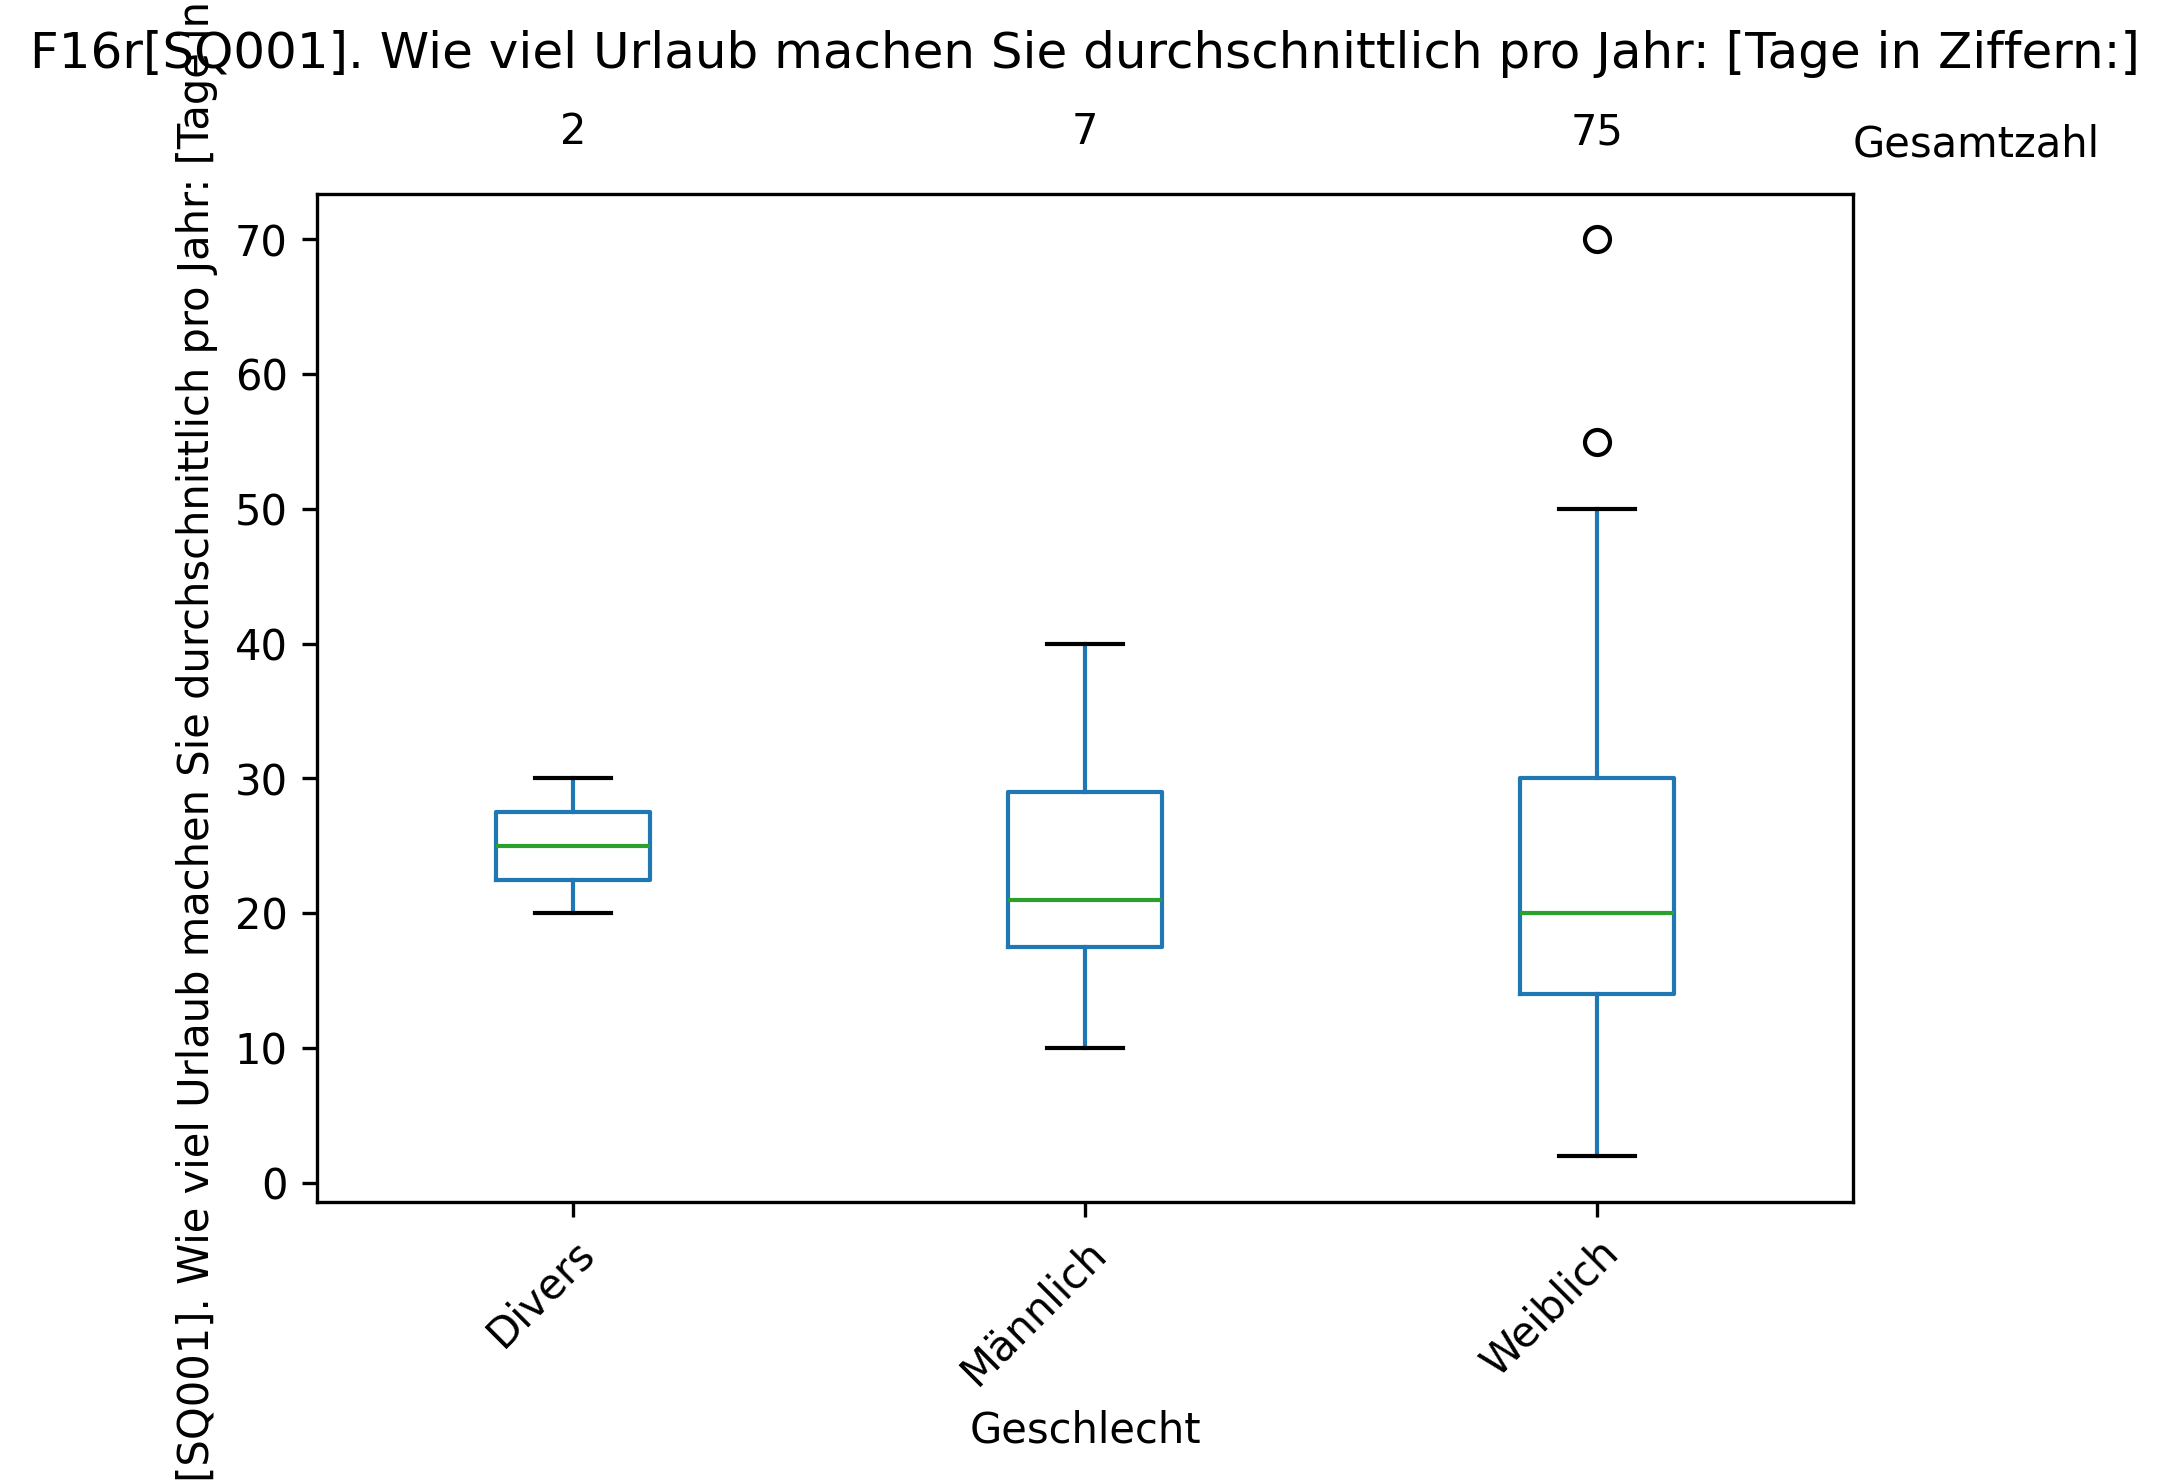 F16r[SQ001]. Wie viel Urlaub machen Sie durchschnittlich pro Jahr: [Tage in Ziffern:]
2 7 75 Gesamtzahl
[SQ001]. Wie viel Urlaub machen Sie durchschnittlich pro Jahr: [Tage in
70
60
50
40
30
20
10
0
Divers Männlich Weiblich
Geschlecht